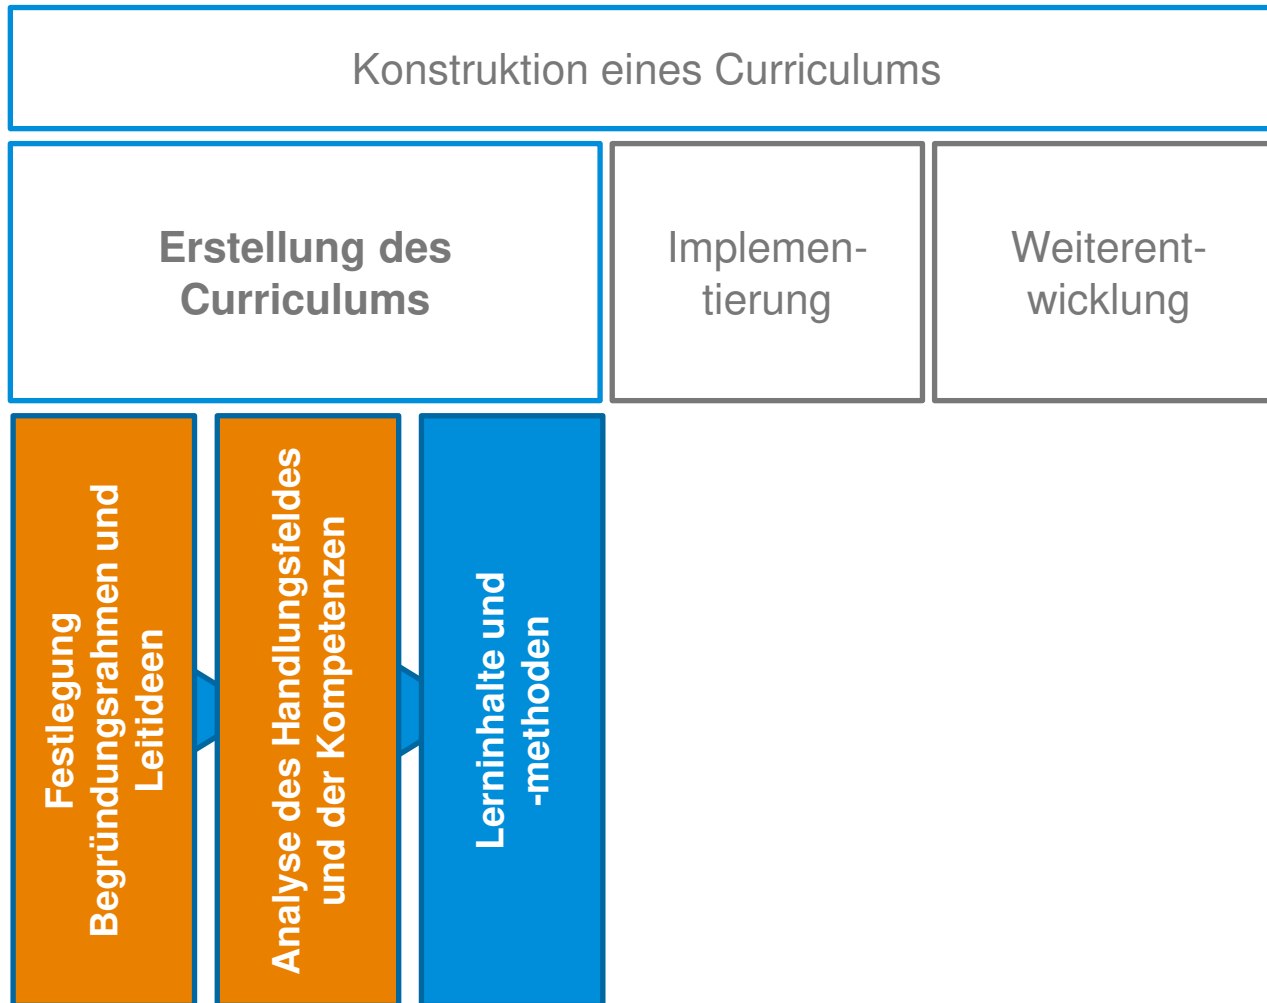 Konstruktion eines Curriculums
Erstellung des
Curriculums
Implemen-
tierung
Weiterent-
wicklung
Festlegung
Begründungsrahmen und
Leitideen
Analyse des Handlungsfeldes
und der Kompetenzen
Lerninhalte und
-methoden